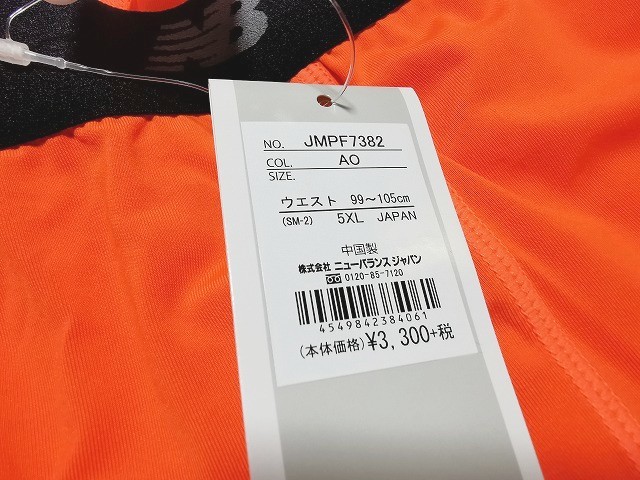 NO. JMPF7382
COL. AO
SIZE.
ウエスト 99～105cm
(SM-2) 5XL JAPAN
中国製
株式会社 ニューバランス ジャパン
0120-85-7120
4549842384061
(本体価格) ¥3,300+税